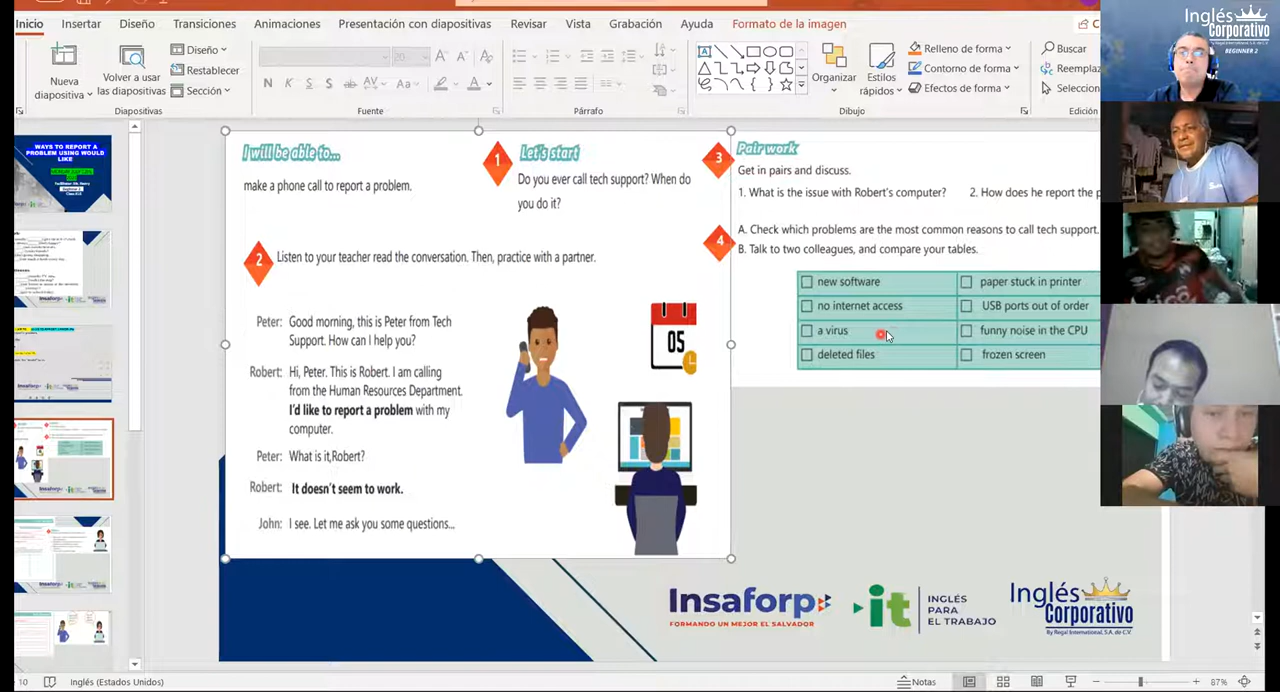 Inicio Insertar Diseño Transiciones Animaciones Presentación con diapositivas Revisar Vista Grabación Ayuda Formato de la imagen
Nueva diapositiva
Volver a usar las diapositivas
Diseño
Restablecer
Sección
Diapositivas
Fuente
Párrafo
Organizar
Estilos rápidos
Relleno de forma
Contorno de forma
Efectos de forma
Dibujo
Buscar
Reemplaz
Seleccion
Edición
Inglés
Corporativo
BEGINNER 2
WAYS TO REPORT A
PROBLEM USING WOULD
LIKE
I will be able to...
make a phone call to report a problem.
1
Let's start
Do you ever call tech support? When do
you do it?
2
Listen to your teacher read the conversation. Then, practice with a partner.
Peter: Good morning, this is Peter from Tech
Support. How can I help you?
Robert: Hi, Peter. This is Robert. I am calling
from the Human Resources Department.
I'd like to report a problem with my
computer.
Peter: What is it,Robert?
Robert: It doesn't seem to work.
John: I see. Let me ask you some questions...
05
3
Pair work
Get in pairs and discuss.
1. What is the issue with Robert's computer? 2. How does he report the p
4
A. Check which problems are the most common reasons to call tech support.
B. Talk to two colleagues, and compare your tables.
new software paper stuck in printer
no internet access USB ports out of order
a virus funny noise in the CPU
deleted files frozen screen
Insaforp
FORMANDO UN MEJOR EL SALVADOR
it
INGLÉS
PARA
EL TRABAJO
Inglés
Corporativo
By Regal International, S.A. de C.V.
10 Inglés (Estados Unidos) Notas 87%